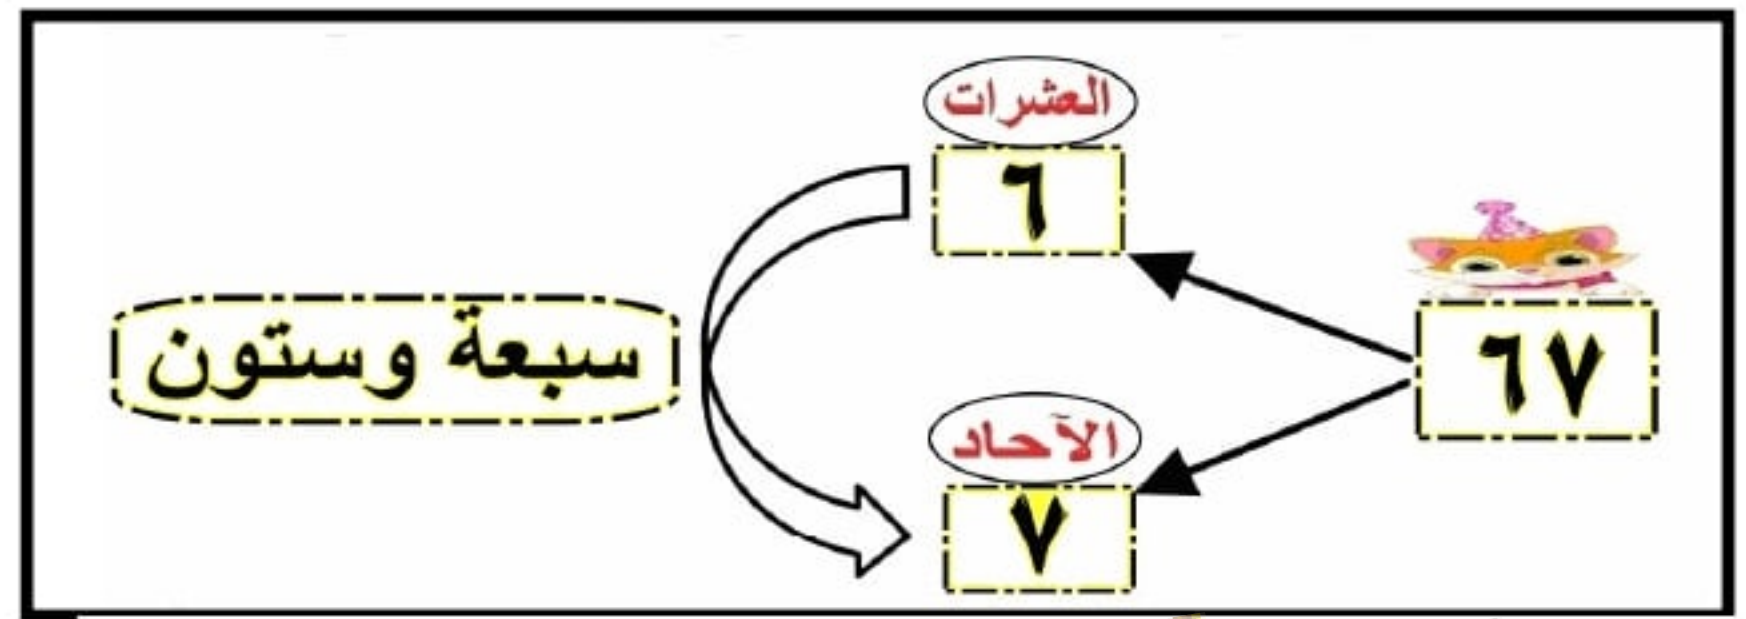 العشرات
٦
٦٧
سبعة وستون
الآحاد
٧